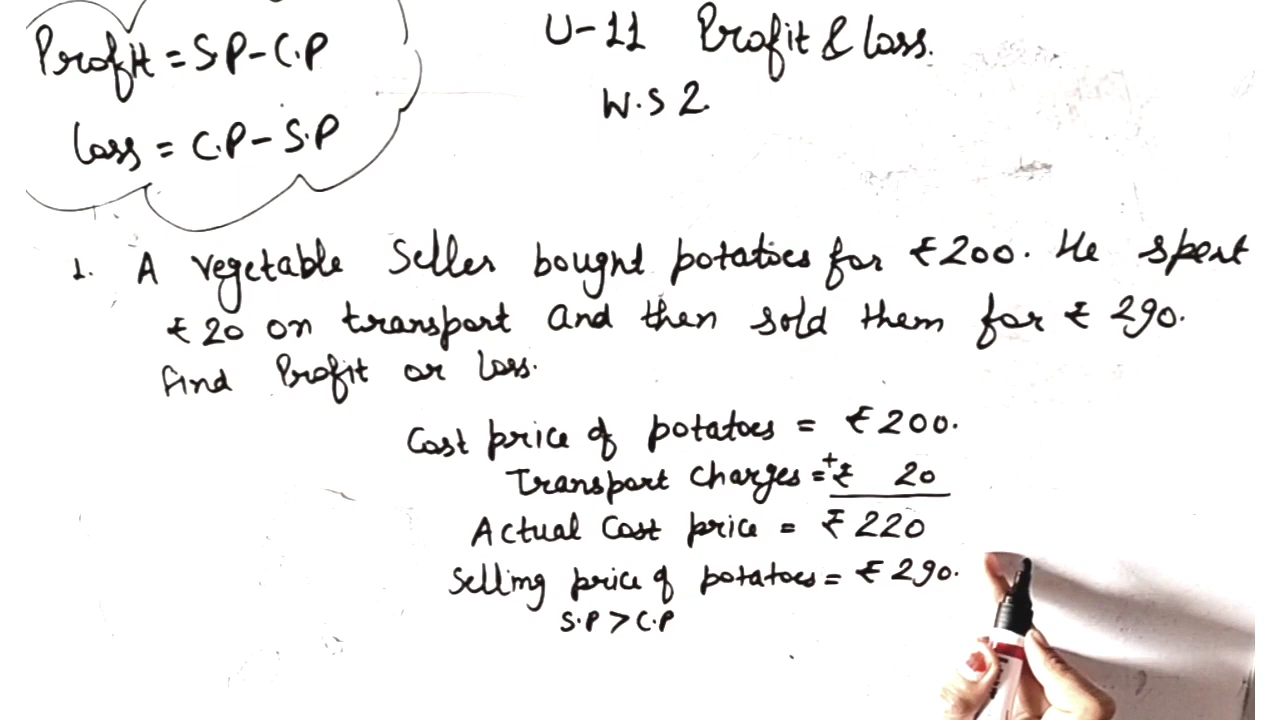 Profit = S.P - C.P
Loss = C.P - S.P
U-11 Profit & Loss.
W.S 2.
1. A vegetable Seller bought potatoes for ₹200. He spent
₹20 on transport and then sold them for ₹ 290.
find Profit or Loss.
Cost price of potatoes = ₹200.
Transport charges = +₹ 20
Actual Cost price = ₹220
Selling price of potatoes = ₹290.
S.P > C.P